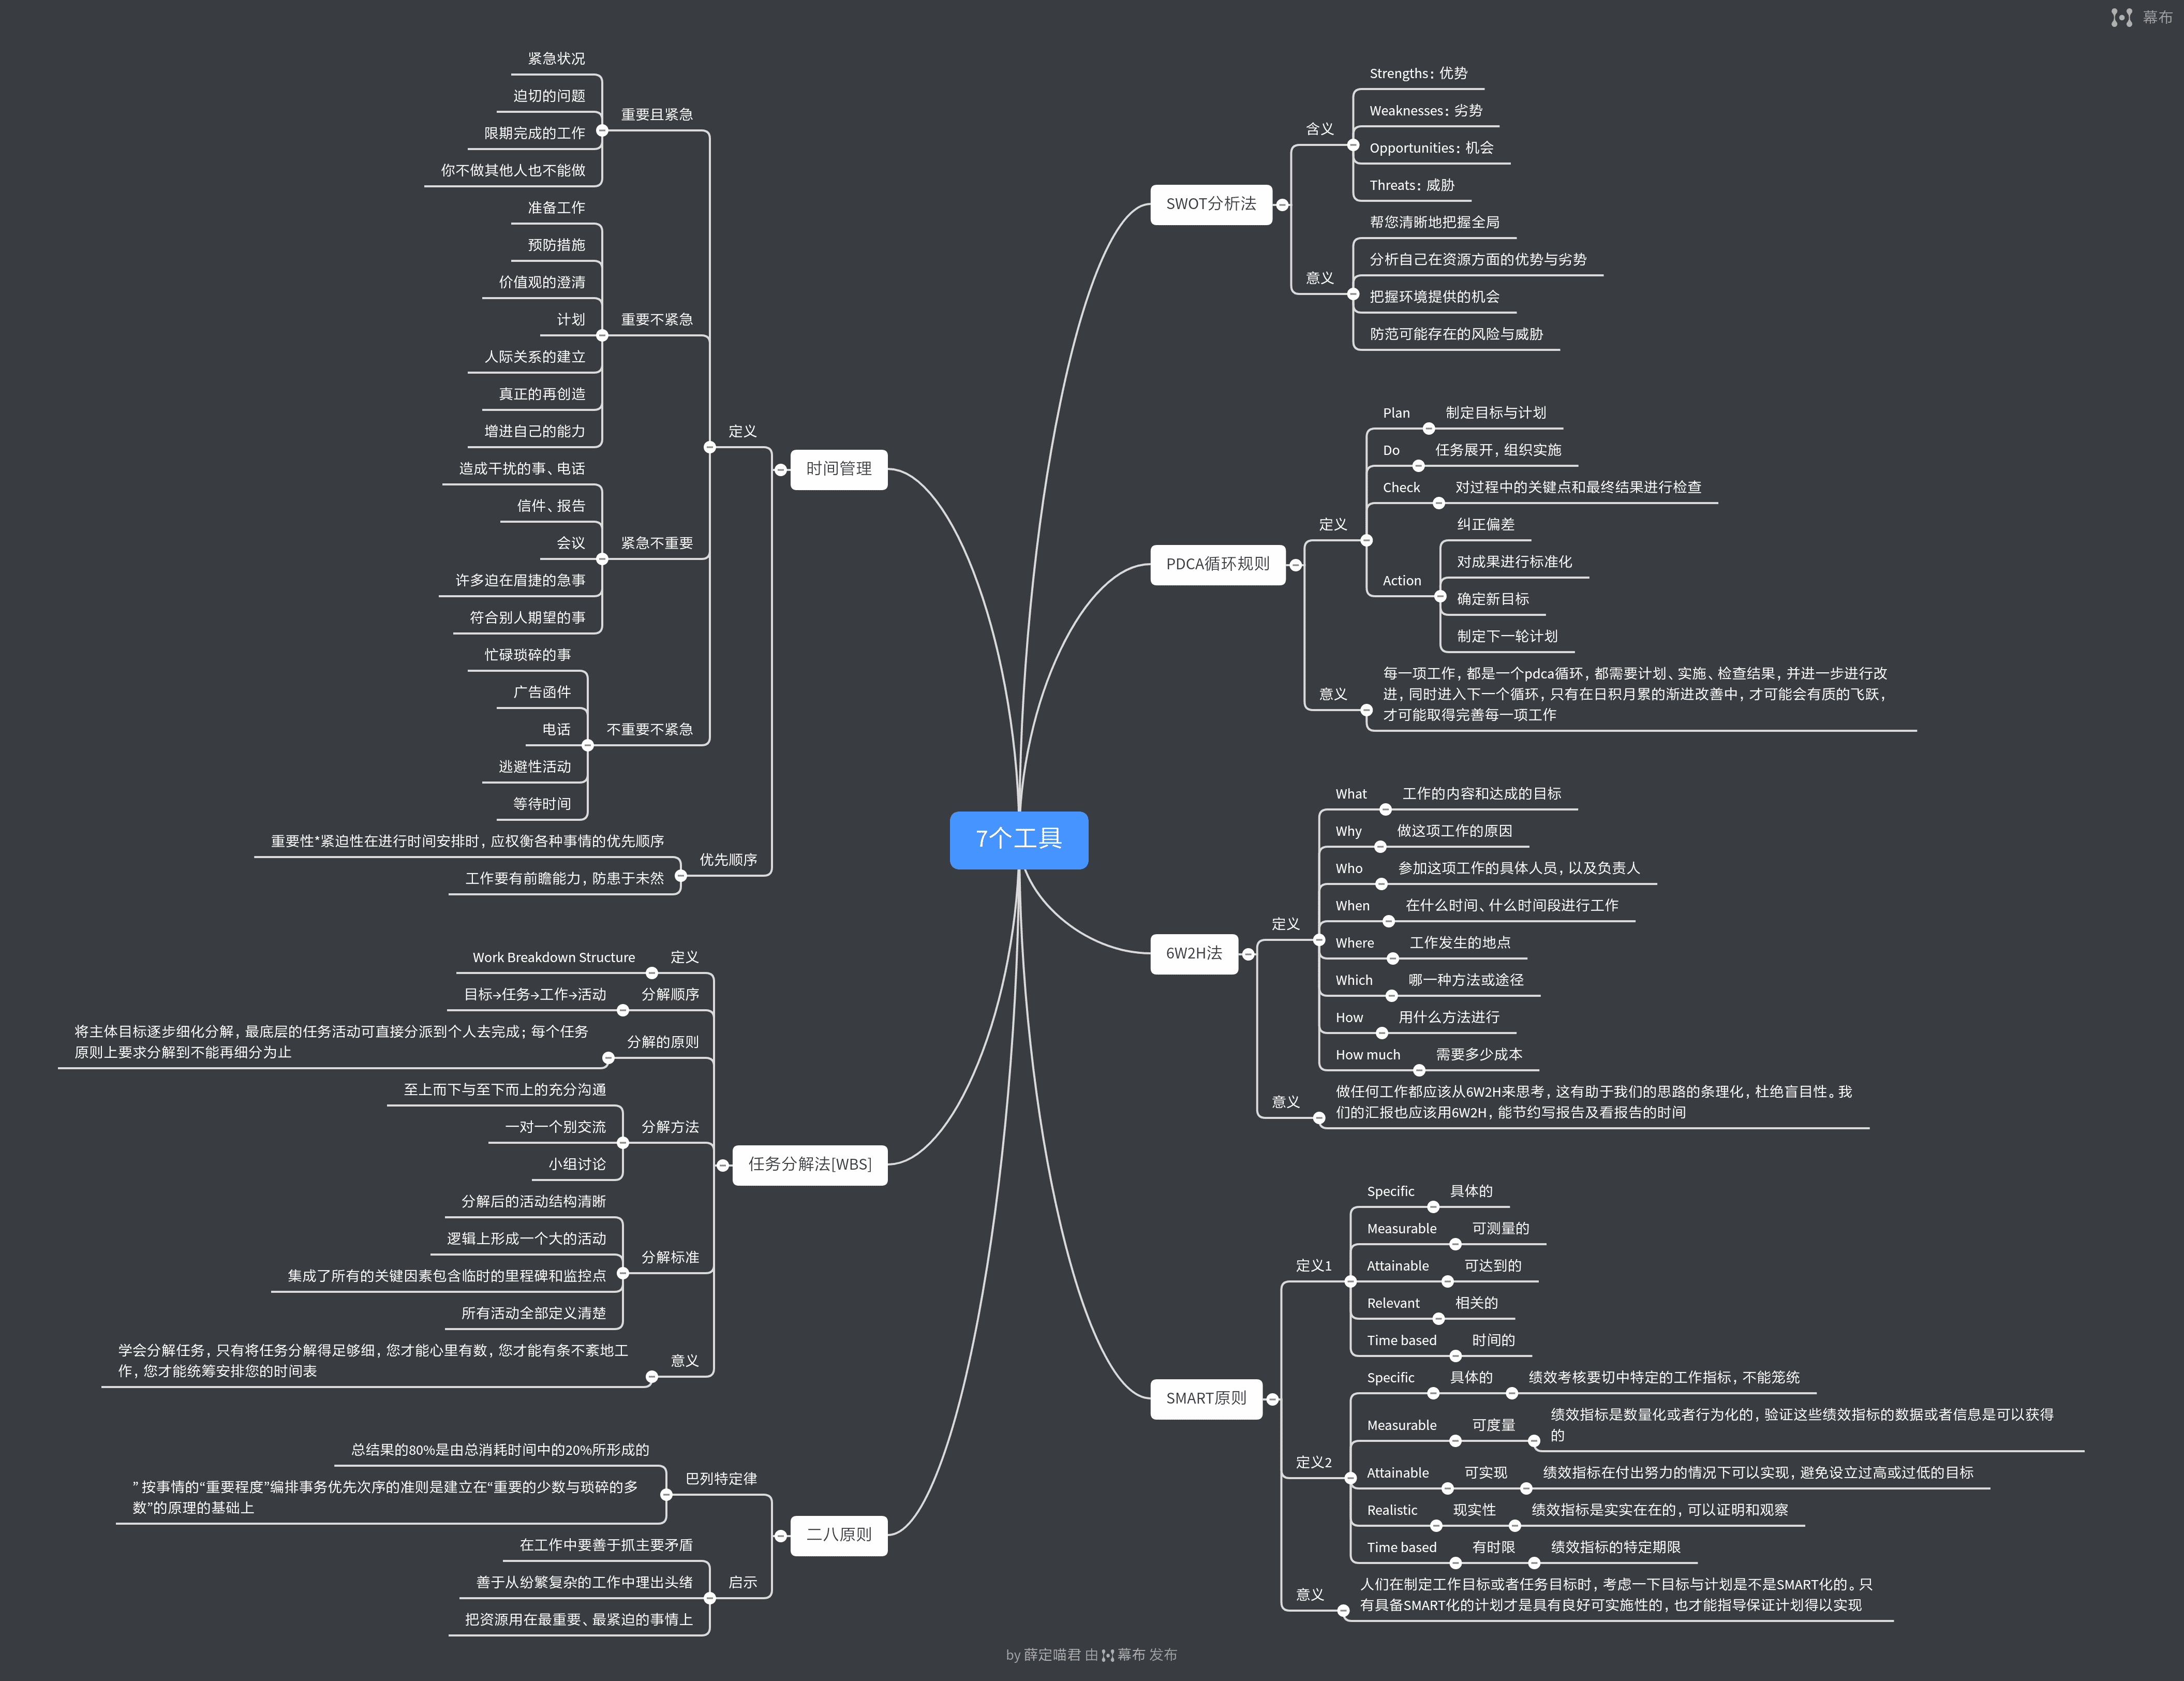 幕布
7个工具
SWOT分析法
含义
Strengths：优势
Weaknesses：劣势
Opportunities：机会
Threats：威胁
意义
帮您清晰地把握全局
分析自己在资源方面的优势与劣势
把握环境提供的机会
防范可能存在的风险与威胁
PDCA循环规则
定义
Plan
制定目标与计划
Do
任务展开，组织实施
Check
对过程中的关键点和最终结果进行检查
Action
纠正偏差
对成果进行标准化
确定新目标
制定下一轮计划
意义
每一项工作，都是一个pdca循环，都需要计划、实施、检查结果，并进一步进行改
进，同时进入下一个循环，只有在日积月累的渐进改善中，才可能会有质的飞跃，
才可能取得完善每一项工作
6W2H法
定义
What
工作的内容和达成的目标
Why
做这项工作的原因
Who
参加这项工作的具体人员，以及负责人
When
在什么时间、什么时间段进行工作
Where
工作发生的地点
Which
哪一种方法或途径
How
用什么方法进行
How much
需要多少成本
意义
做任何工作都应该从6W2H来思考，这有助于我们的思路的条理化，杜绝盲目性。我
们的汇报也应该用6W2H，能节约写报告及看报告的时间
SMART原则
定义1
Specific
具体的
Measurable
可测量的
Attainable
可达到的
Relevant
相关的
Time based
时间的
定义2
Specific
具体的
绩效考核要切中特定的工作指标，不能笼统
Measurable
可度量
绩效指标是数量化或者行为化的，验证这些绩效指标的数据或者信息是可以获得
的
Attainable
可实现
绩效指标在付出努力的情况下可以实现，避免设立过高或过低的目标
Realistic
现实性
绩效指标是实实在在的，可以证明和观察
Time based
有时限
绩效指标的特定期限
意义
人们在制定工作目标或者任务目标时，考虑一下目标与计划是不是SMART化的。只
有具备SMART化的计划才是具有良好可实施性的，也才能指导保证计划得以实现
时间管理
定义
重要且紧急
紧急状况
迫切的问题
限期完成的工作
你不做其他人也不能做
重要不紧急
准备工作
预防措施
价值观的澄清
计划
人际关系的建立
真正的再创造
增进自己的能力
紧急不重要
造成干扰的事、电话
信件、报告
会议
许多迫在眉捷的急事
符合别人期望的事
不重要不紧急
忙碌琐碎的事
广告函件
电话
逃避性活动
等待时间
优先顺序
重要性*紧迫性在进行时间安排时，应权衡各种事情的优先顺序
工作要有前瞻能力，防患于未然
任务分解法[WBS]
定义
Work Breakdown Structure
分解顺序
目标→任务→工作→活动
分解的原则
将主体目标逐步细化分解，最底层的任务活动可直接分派到个人去完成；每个任务
原则上要求分解到不能再细分为止
分解方法
至上而下与至下而上的充分沟通
一对一个别交流
小组讨论
分解标准
分解后的活动结构清晰
逻辑上形成一个大的活动
集成了所有的关键因素包含临时的里程碑和监控点
所有活动全部定义清楚
意义
学会分解任务，只有将任务分解得足够细，您才能心里有数，您才能有条不紊地工
作，您才能统筹安排您的时间表
二八原则
巴列特定律
总结果的80%是由总消耗时间中的20%所形成的
” 按事情的“重要程度”编排事务优先次序的准则是建立在“重要的少数与琐碎的多
数”的原理的基础上
启示
在工作中要善于抓主要矛盾
善于从纷繁复杂的工作中理出头绪
把资源用在最重要、最紧迫的事情上
by 薛定喵君 由 幕布 发布